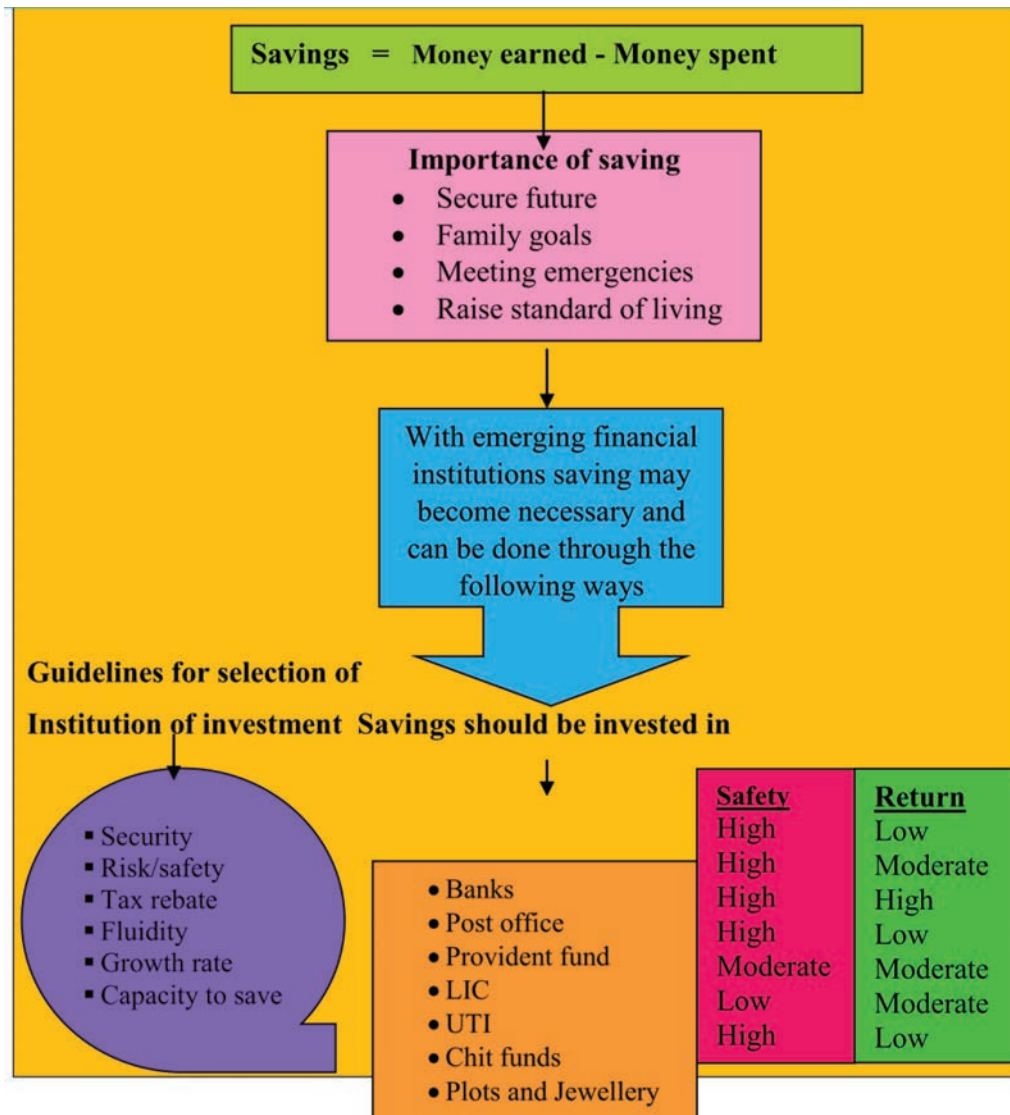 Savings = Money earned - Money spent
Importance of saving
• Secure future
• Family goals
• Meeting emergencies
• Raise standard of living
With emerging financial
institutions saving may
become necessary and
can be done through the
following ways
Guidelines for selection of
Institution of investment Savings should be invested in
▪ Security
▪ Risk/safety
▪ Tax rebate
▪ Fluidity
▪ Growth rate
▪ Capacity to save
• Banks
• Post office
• Provident fund
• LIC
• UTI
• Chit funds
• Plots and Jewellery
Safety
High
High
High
High
Moderate
Low
High
Return
Low
Moderate
High
Low
Moderate
Moderate
Low